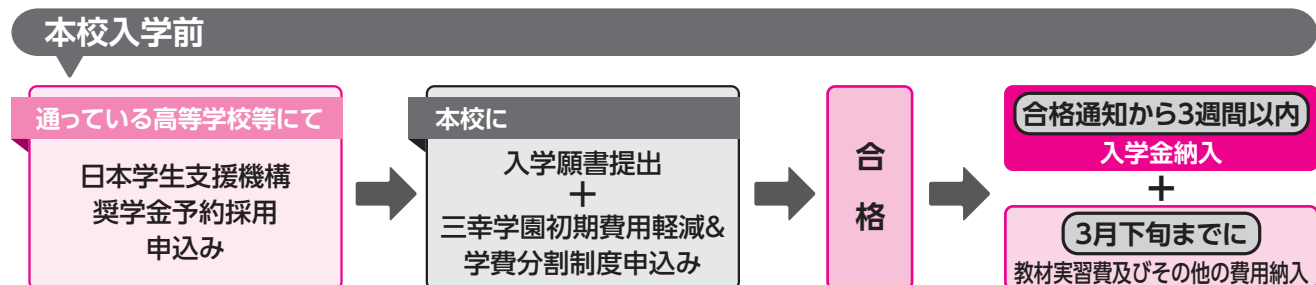 本校入学前
通っている高等学校等にて
日本学生支援機構
奨学金予約採用
申込み
本校に
入学願書提出
+
三幸学園初期費用軽減&
学費分割制度申込み
合
格
合格通知から3週間以内
入学金納入
+
3月下旬までに
教材実習費及びその他の費用納入